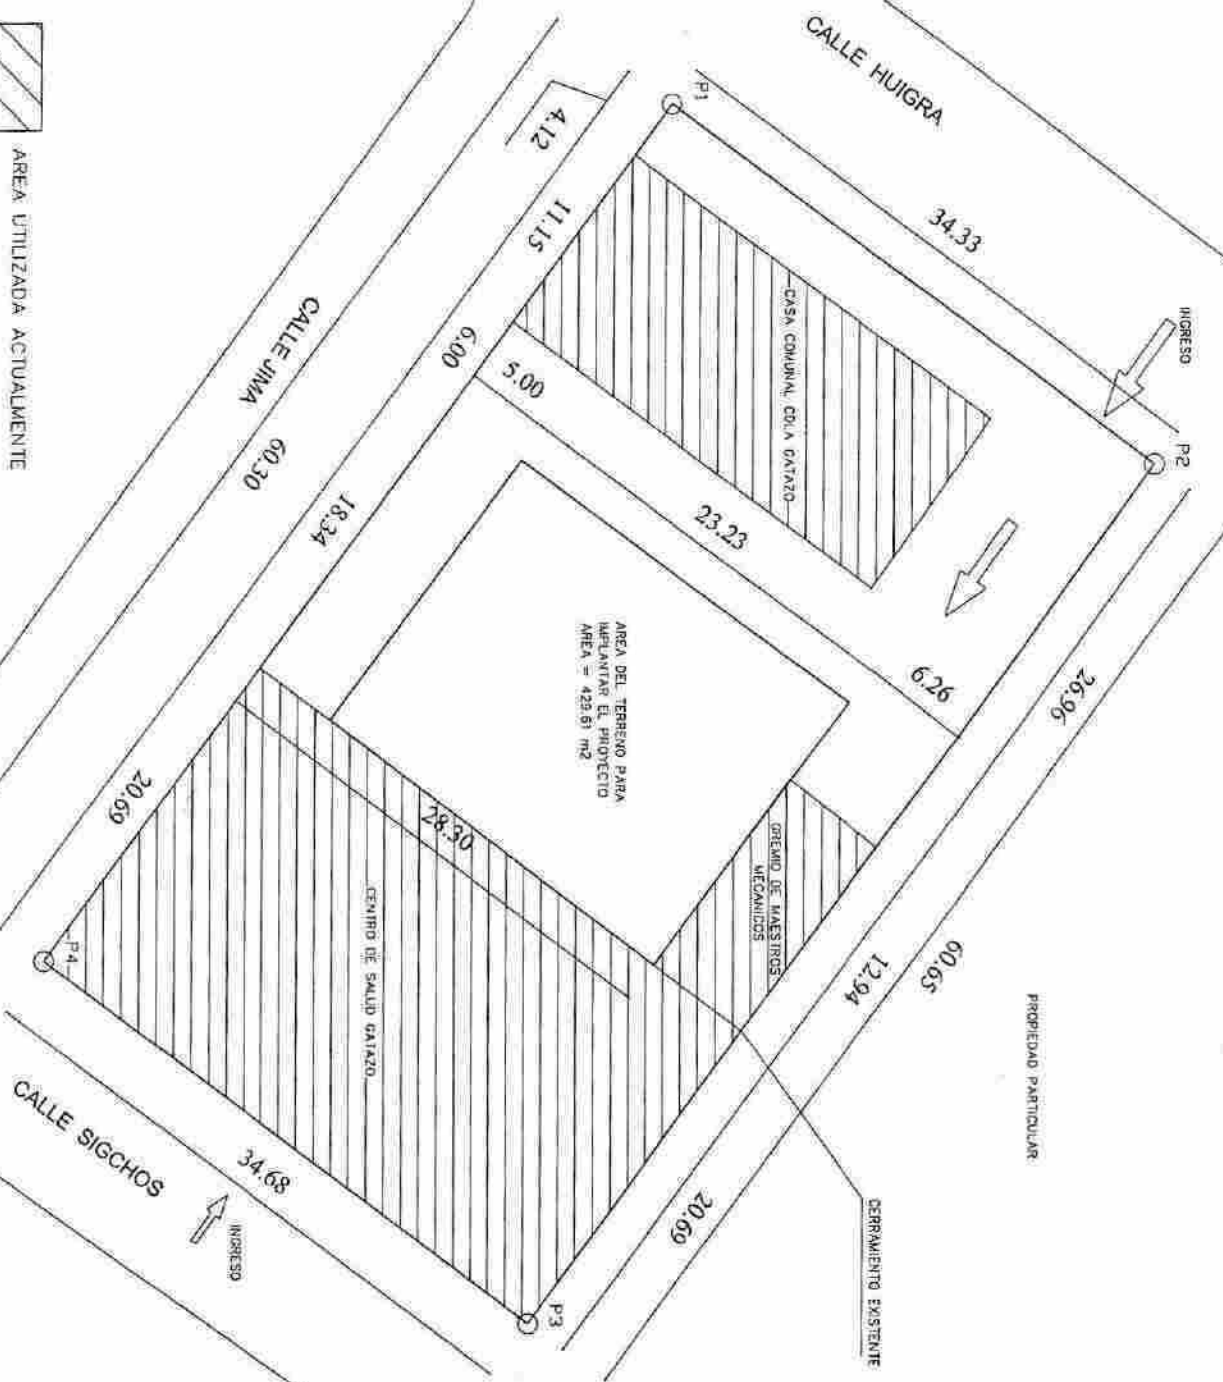 CALLE HUIGRA
P1
34.33
INGRESO
P2
4.12
11.15
CASA COMUNAL CDLA GATAZO
6.00
5.00
23.23
6.26
26.96
CALLE JIMA
60.30
18.34
AREA DEL TERRENO PARA
IMPLANTAR EL PROYECTO
AREA = 429.61 m2
20.69
28.30
GREMIO DE MAESTROS
MECANICOS
12.94
60.65
PROPIEDAD PARTICULAR
CENTRO DE SALUD GATAZO
P4
CALLE SIGCHOS
34.68
INGRESO
P3
20.69
CERRAMIENTO EXISTENTE
AREA UTILIZADA ACTUALMENTE